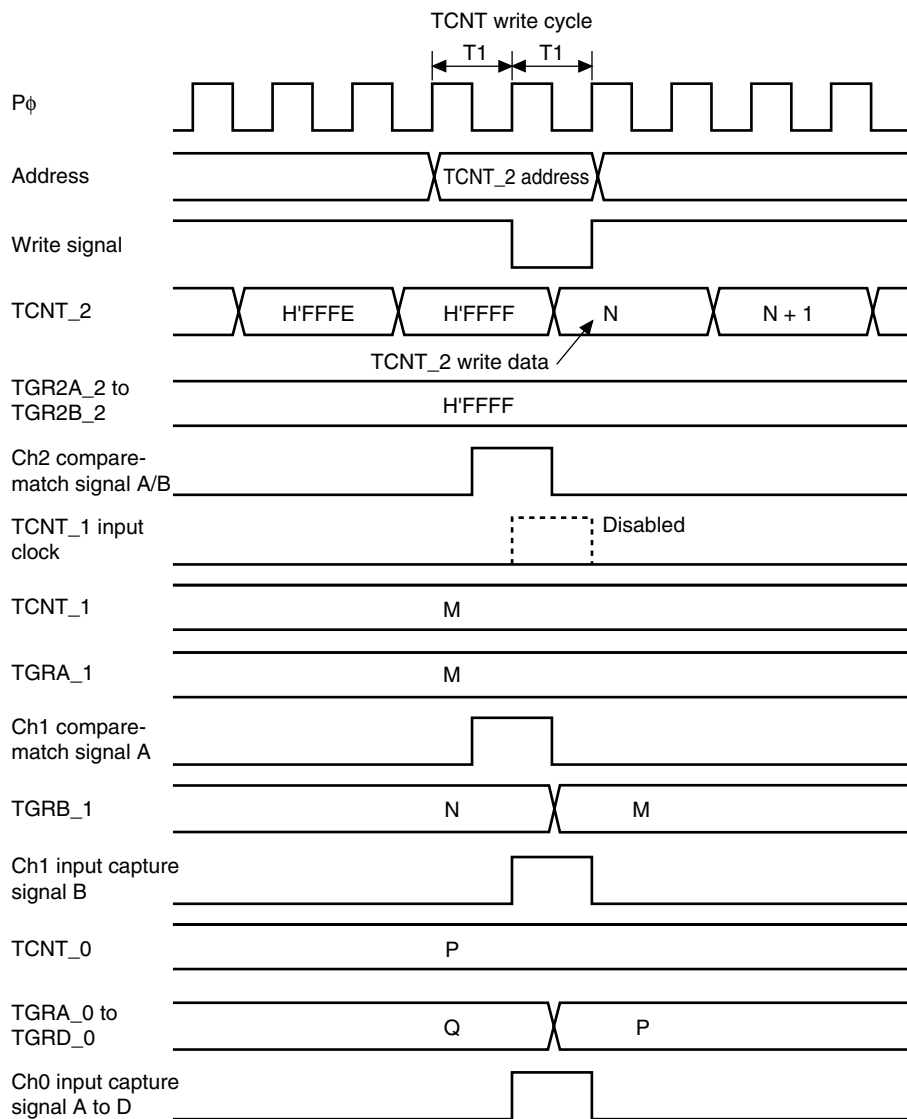 TCNT write cycle
T1 T1
Pϕ
Address
TCNT_2 address
Write signal
TCNT_2
H'FFFE H'FFFF N N + 1
TCNT_2 write data
TGR2A_2 to
TGR2B_2
H'FFFF
Ch2 compare-
match signal A/B
TCNT_1 input
clock
Disabled
TCNT_1
M
TGRA_1
M
Ch1 compare-
match signal A
TGRB_1
N M
Ch1 input capture
signal B
TCNT_0
P
TGRA_0 to
TGRD_0
Q P
Ch0 input capture
signal A to D